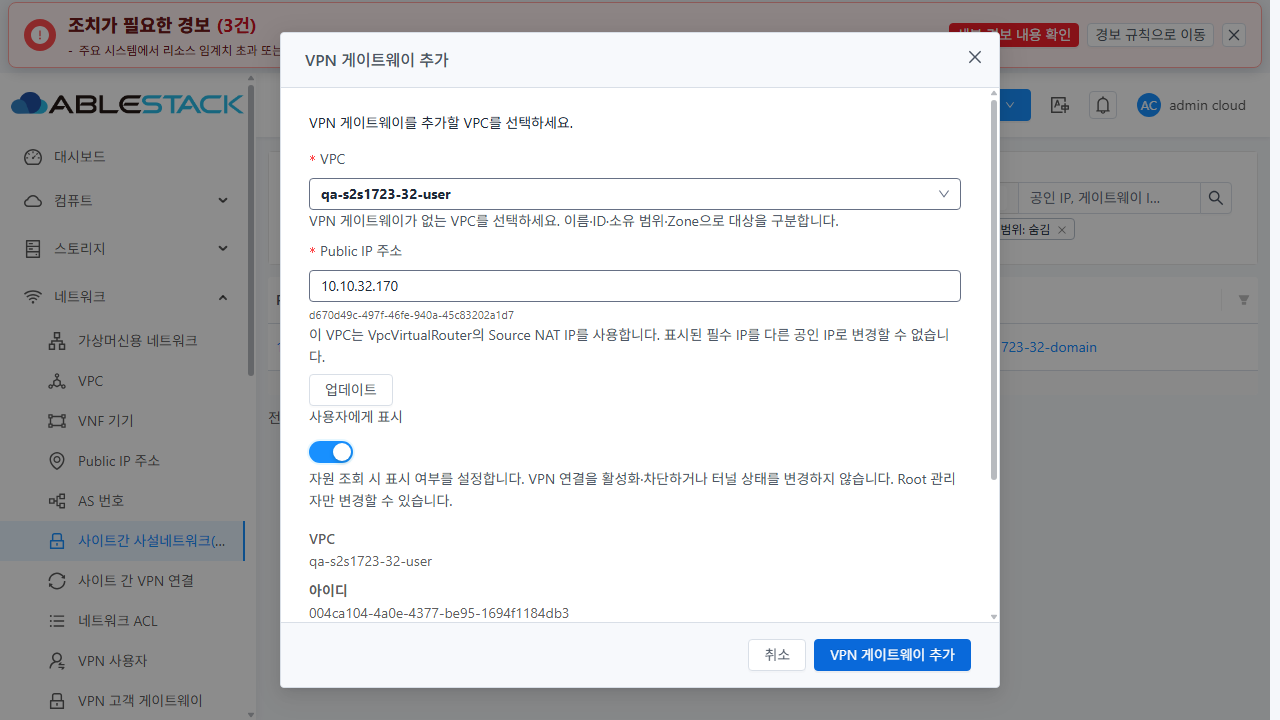 조치가 필요한 경보 (3건)
- 주요 시스템에서 리소스 임계치 초과 또는
경보 내용 확인
경보 규칙으로 이동
ABLESTACK
AC
admin cloud
대시보드
컴퓨트
스토리지
네트워크
가상머신용 네트워크
VPC
VNF 기기
Public IP 주소
AS 번호
사이트간 사설네트워크(...
사이트 간 VPN 연결
네트워크 ACL
VPN 사용자
VPN 고객 게이트웨이
공인 IP, 게이트웨이 I...
범위: 숨김
723-32-domain
전
VPN 게이트웨이 추가
VPN 게이트웨이를 추가할 VPC를 선택하세요.
* VPC
qa-s2s1723-32-user
VPN 게이트웨이가 없는 VPC를 선택하세요. 이름·ID·소유 범위·Zone으로 대상을 구분합니다.
* Public IP 주소
10.10.32.170
d670d49c-497f-46fe-940a-45c83202a1d7
이 VPC는 VpcVirtualRouter의 Source NAT IP를 사용합니다. 표시된 필수 IP를 다른 공인 IP로 변경할 수 없습니
다.
업데이트
사용자에게 표시
자원 조회 시 표시 여부를 설정합니다. VPN 연결을 활성화·차단하거나 터널 상태를 변경하지 않습니다. Root 관리
자만 변경할 수 있습니다.
VPC
qa-s2s1723-32-user
아이디
004ca104-4a0e-4377-be95-1694f1184db3
취소
VPN 게이트웨이 추가